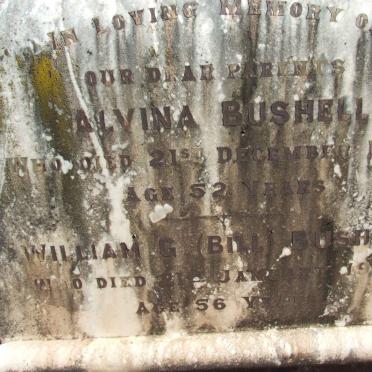 IN LOVING MEMORY O
OUR DEAR PARENTS
ALVINA BUSHELL
WHO DIED 21ST DECEMBER
AGE 52 YEARS
WILLIAM G (BILL) BUSH
WHO DIED JAN
AGE 56 YE